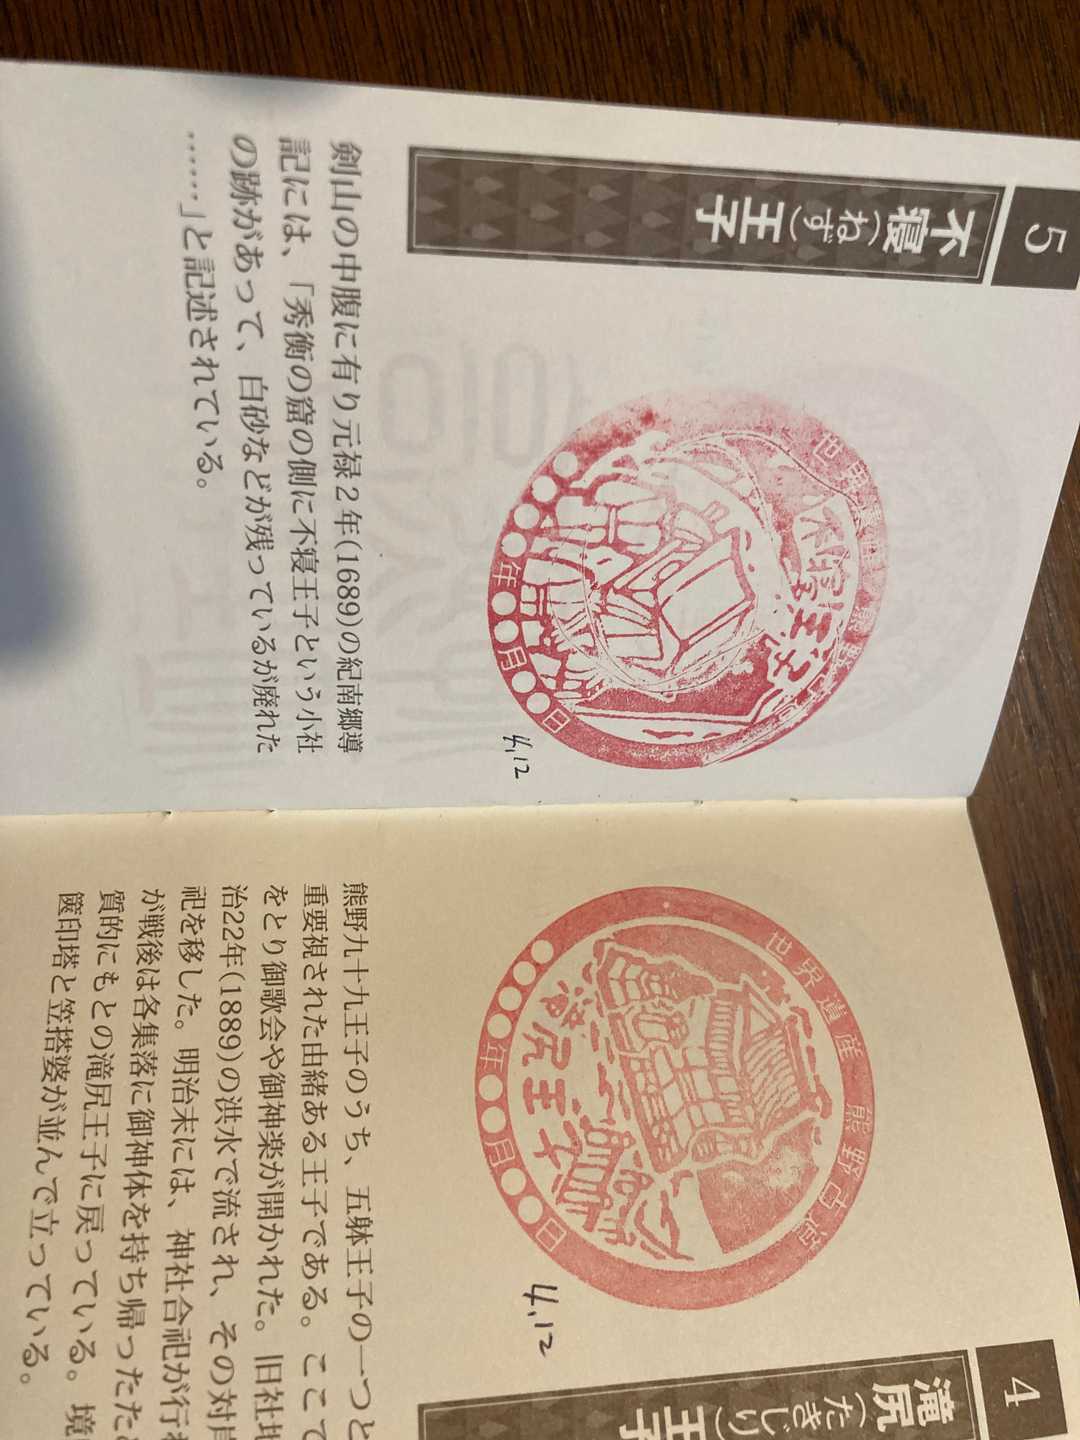 5
不寝(ねず)王子
世界遺産 熊野古道
不寝王子
年 月 日
4.12
剣山の中腹に有り元禄2年(1689)の紀南郷導
記には、「秀衡の窟の側に不寝王子という小社
の跡があって、白砂などが残っているが廃れた
……」と記述されている。
4
滝尻(たきじり)王子
世界遺産 熊野古道
滝尻王子
年 月 日
4.12
熊野九十九王子のうち、五躰王子の一つと
重要視された由緒ある王子である。ここ
をとり御歌会や御神楽が開かれた。旧社地
治22年(1889)の洪水で流され、その対岸
祀を移した。明治末には、神社合祀が行わ
が戦後は各集落に御神体を持ち帰ったた
質的にもとの滝尻王子に戻っている。境
篋印塔と笠搭婆が並んで立っている。